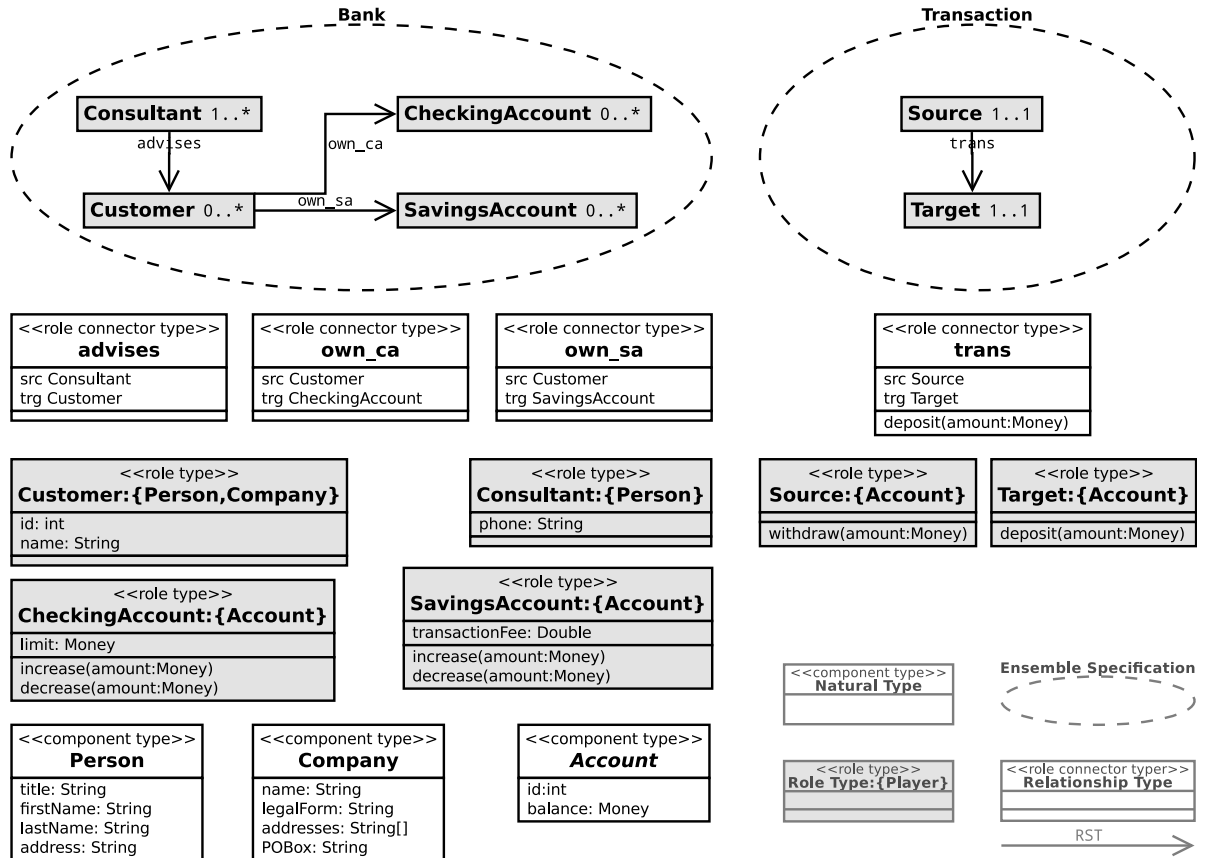 Bank
Transaction
Consultant 1..*
CheckingAccount 0..*
Source 1..1
advises
own_ca
trans
Customer 0..*
own_sa
SavingsAccount 0..*
Target 1..1
<<role connector type>>
advises
src Consultant
trg Customer
<<role connector type>>
own_ca
src Customer
trg CheckingAccount
<<role connector type>>
own_sa
src Customer
trg SavingsAccount
<<role connector type>>
trans
src Source
trg Target
deposit(amount:Money)
<<role type>>
Customer:{Person,Company}
id: int
name: String
<<role type>>
Consultant:{Person}
phone: String
<<role type>>
Source:{Account}
withdraw(amount:Money)
<<role type>>
Target:{Account}
deposit(amount:Money)
<<role type>>
CheckingAccount:{Account}
limit: Money
increase(amount:Money)
decrease(amount:Money)
<<role type>>
SavingsAccount:{Account}
transactionFee: Double
increase(amount:Money)
decrease(amount:Money)
<<component type>>
Natural Type
Ensemble Specification
<<component type>>
Person
title: String
firstName: String
lastName: String
address: String
<<component type>>
Company
name: String
legalForm: String
addresses: String[]
POBox: String
<<component type>>
Account
id:int
balance: Money
<<role type>>
Role Type:{Player}
<<role connector typer>>
Relationship Type
RST